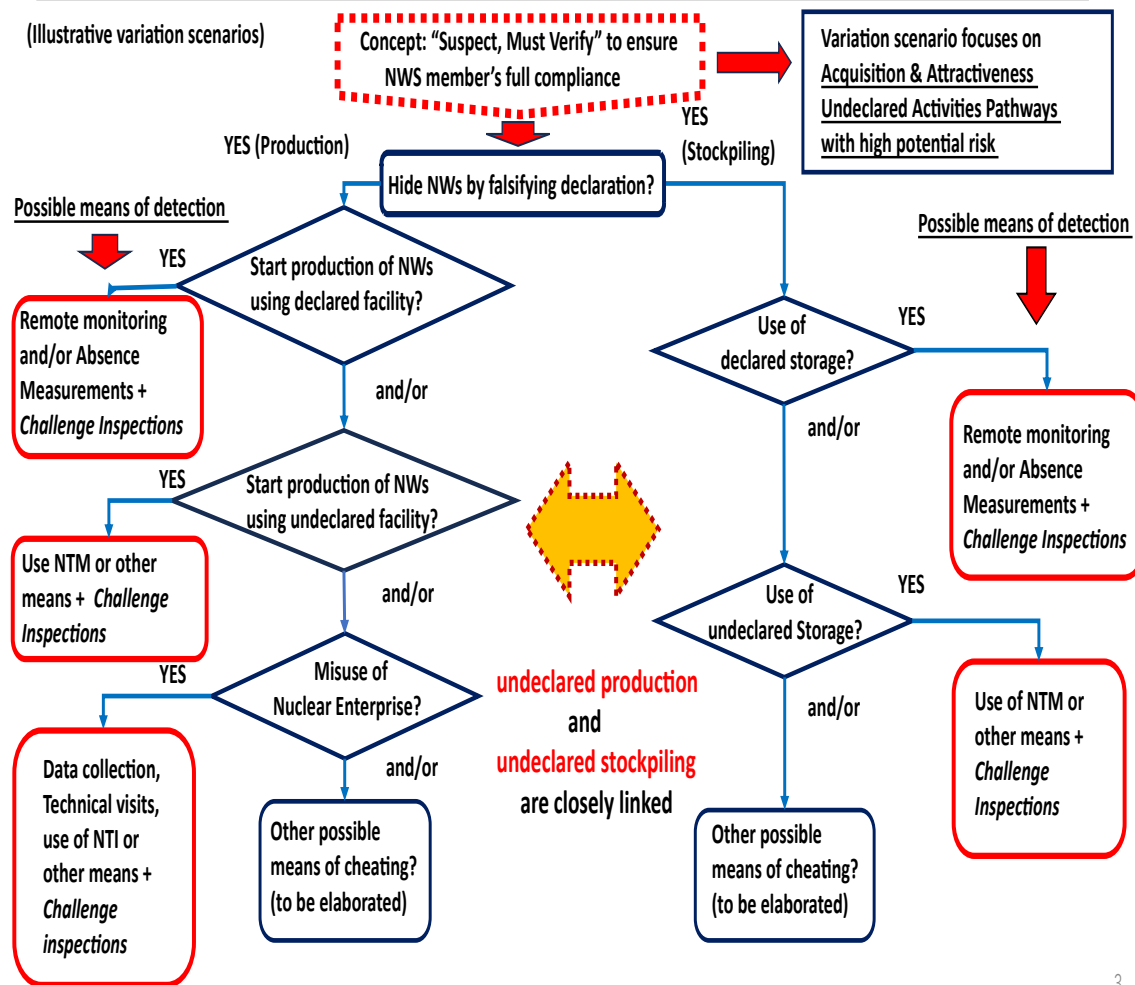 (Illustrative variation scenarios)
Concept: “Suspect, Must Verify” to ensure
NWS member’s full compliance
Variation scenario focuses on
Acquisition & Attractiveness
Undeclared Activities Pathways
with high potential risk
YES (Production)
YES
(Stockpiling)
Hide NWs by falsifying declaration?
Possible means of detection
YES
Start production of NWs
using declared facility?
Remote monitoring
and/or Absence
Measurements +
Challenge Inspections
and/or
YES
Start production of NWs
using undeclared facility?
Use NTM or other
means + Challenge
Inspections
and/or
YES
Misuse of
Nuclear Enterprise?
Data collection,
Technical visits,
use of NTI or
other means +
Challenge
inspections
and/or
Other possible
means of cheating?
(to be elaborated)
undeclared production
and
undeclared stockpiling
are closely linked
Possible means of detection
Use of
declared storage?
YES
Remote monitoring
and/or Absence
Measurements +
Challenge Inspections
and/or
Use of
undeclared Storage?
YES
Use of NTM or
other means +
Challenge
Inspections
and/or
Other possible
means of cheating?
(to be elaborated)
3